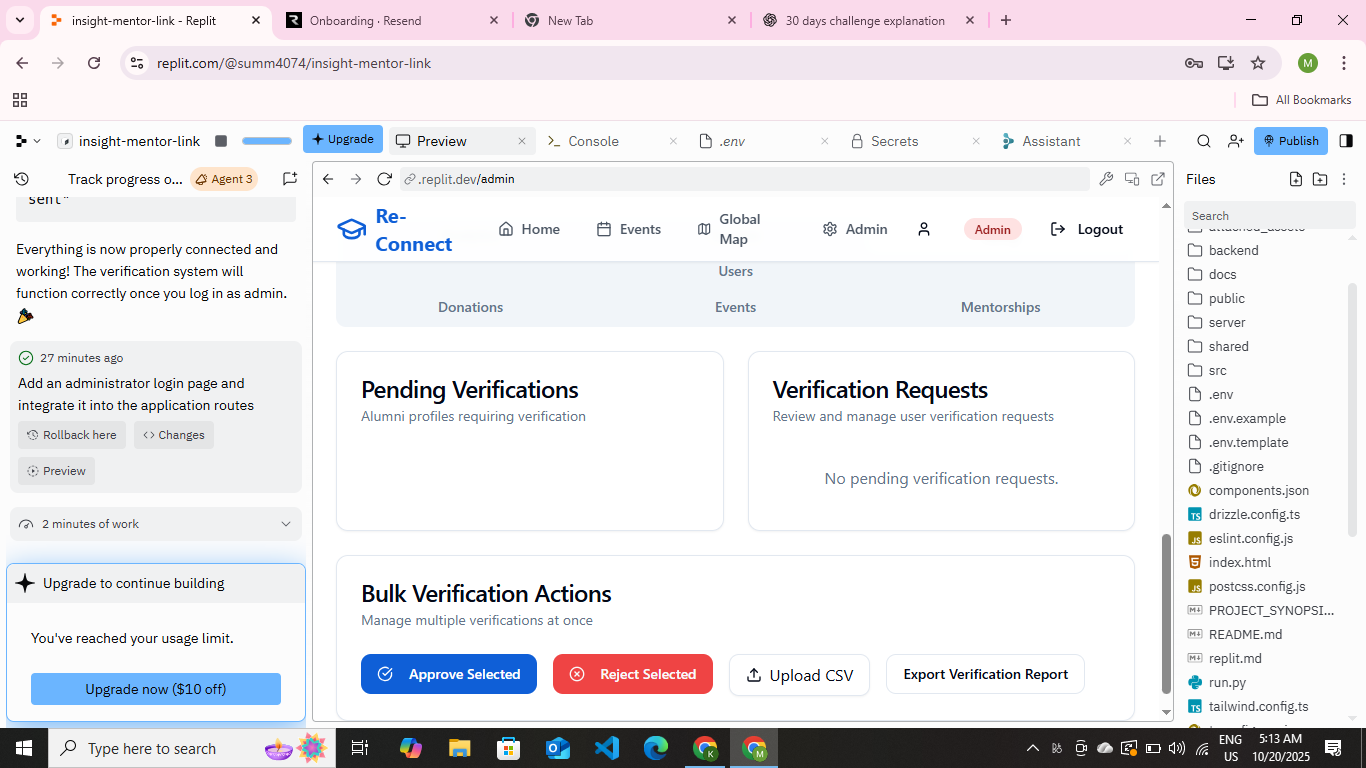 insight-mentor-link - Replit
Onboarding · Resend
New Tab
30 days challenge explanation
replit.com/@summ4074/insight-mentor-link
M
All Bookmarks
insight-mentor-link
Upgrade
Preview
Console
.env
Secrets
Assistant
Publish
Track progress o...
Agent 3
.replit.dev/admin
Files
sent"
Everything is now properly connected and
working! The verification system will
function correctly once you log in as admin.
27 minutes ago
Add an administrator login page and
integrate it into the application routes
Rollback here
Changes
Preview
2 minutes of work
Upgrade to continue building
You've reached your usage limit.
Upgrade now ($10 off)
Re-
Connect
Home
Events
Global
Map
Admin
Admin
Logout
Users
Donations
Events
Mentorships
Pending Verifications
Alumni profiles requiring verification
Verification Requests
Review and manage user verification requests
No pending verification requests.
Bulk Verification Actions
Manage multiple verifications at once
Approve Selected
Reject Selected
Upload CSV
Export Verification Report
Search
attached_assets
backend
docs
public
server
shared
src
.env
.env.example
.env.template
.gitignore
components.json
drizzle.config.ts
eslint.config.js
index.html
postcss.config.js
PROJECT_SYNOPSI...
README.md
replit.md
run.py
tailwind.config.ts
Type here to search
K
M
ENG
US
5:13 AM
10/20/2025